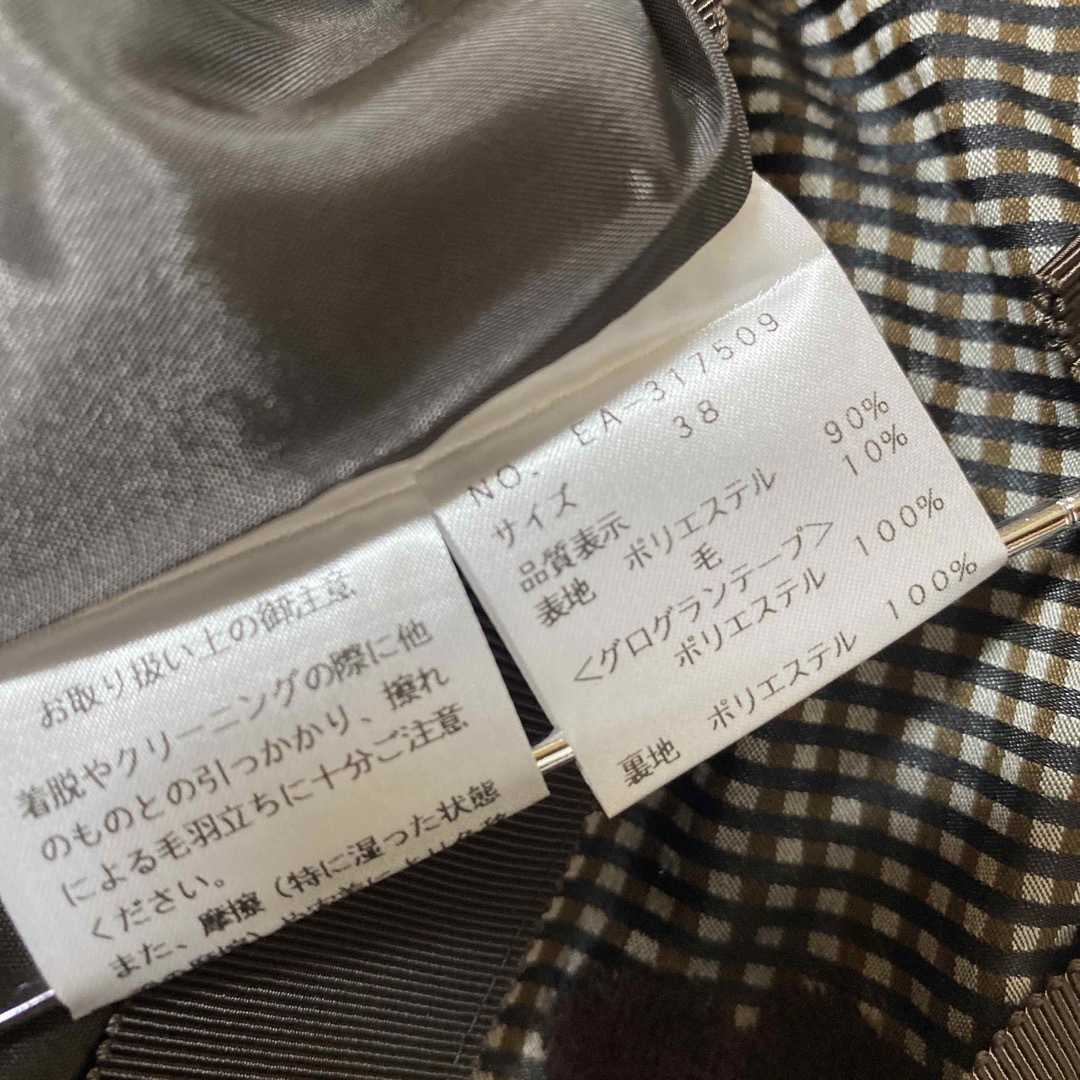 お取り扱い上の御注意
着脱やクリーニングの際に他
のものとの引っかかり、擦れ
による毛羽立ちに十分ご注意
ください。
また、摩擦（特に湿った状態
NO. EA-317509
サイズ 38
品質表示
表地 ポリエステル 90%
毛 10%
<グログランテープ>
ポリエステル 100%
裏地 ポリエステル 100%